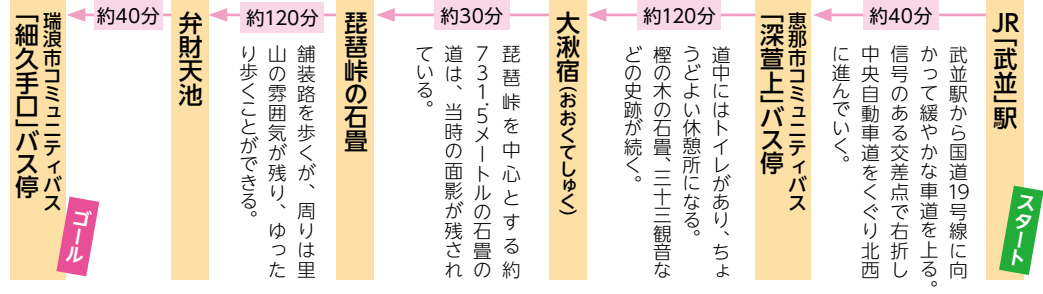 スタート
JR「武並」駅
約40分
武並駅から国道19号線に向
かって緩やかな車道を上る。
信号のある交差点で右折し
中央自動車道をくぐり北西
に進んでいく。
恵那市コミュニティバス
「深萱上」バス停
約120分
道中にはトイレがあり、ちょ
うどよい休憩所になる。
樫の木の石畳、三十三観音な
どの史跡が続く。
大湫宿(おおくてしゅく)
約30分
琵琶峠を中心とする約
731.5メートルの石畳の
道は、当時の面影が残され
ている。
琵琶峠の石畳
約120分
舗装路を歩くが、周りは里
山の雰囲気が残り、ゆった
り歩くことができる。
弁財天池
約40分
瑞浪市コミュニティバス
「細久手口」バス停
ゴール